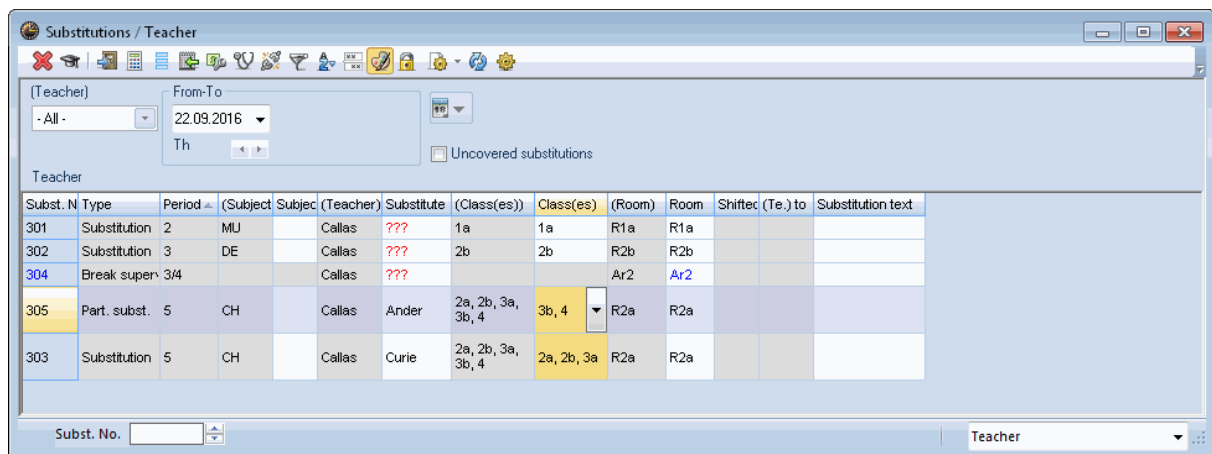 Substitutions / Teacher
(Teacher) From-To
- All - 22.09.2016
Th
Uncovered substitutions
Teacher
Subst. N Type Period (Subject Subjec (Teacher) Substitute (Class(es)) Class(es) (Room) Room Shifted (Te.) to Substitution text
301 Substitution 2 MU Callas ??? 1a 1a R1a R1a
302 Substitution 3 DE Callas ??? 2b 2b R2b R2b
304 Break superv 3/4 Callas ??? Ar2 Ar2
305 Part. subst. 5 CH Callas Ander 2a, 2b, 3a, 3b, 4 3b, 4 R2a R2a
303 Substitution 5 CH Callas Curie 2a, 2b, 3a, 3b, 4 2a, 2b, 3a R2a R2a
Subst. No. Teacher